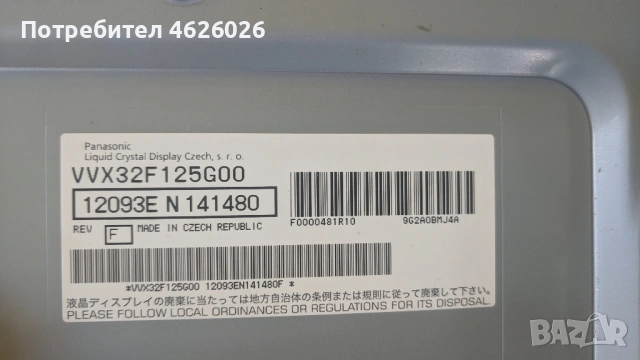 Потребител 4626026
Panasonic
Liquid Crystal Display Czech, s. r. o.
VVX32F125G00
12093E N 141480
REV F MADE IN CZECH REPUBLIC
F0000481R10
9G2A0BMJ4A
*VVX32F125G00 12093EN141480F *
液晶ディスプレイの廃棄に当たっては地方自治体の条例または規則に従って廃棄して下さい。
PLEASE FOLLOW LOCAL ORDINANCES OR REGULATIONS FOR ITS DISPOSAL.
bazar